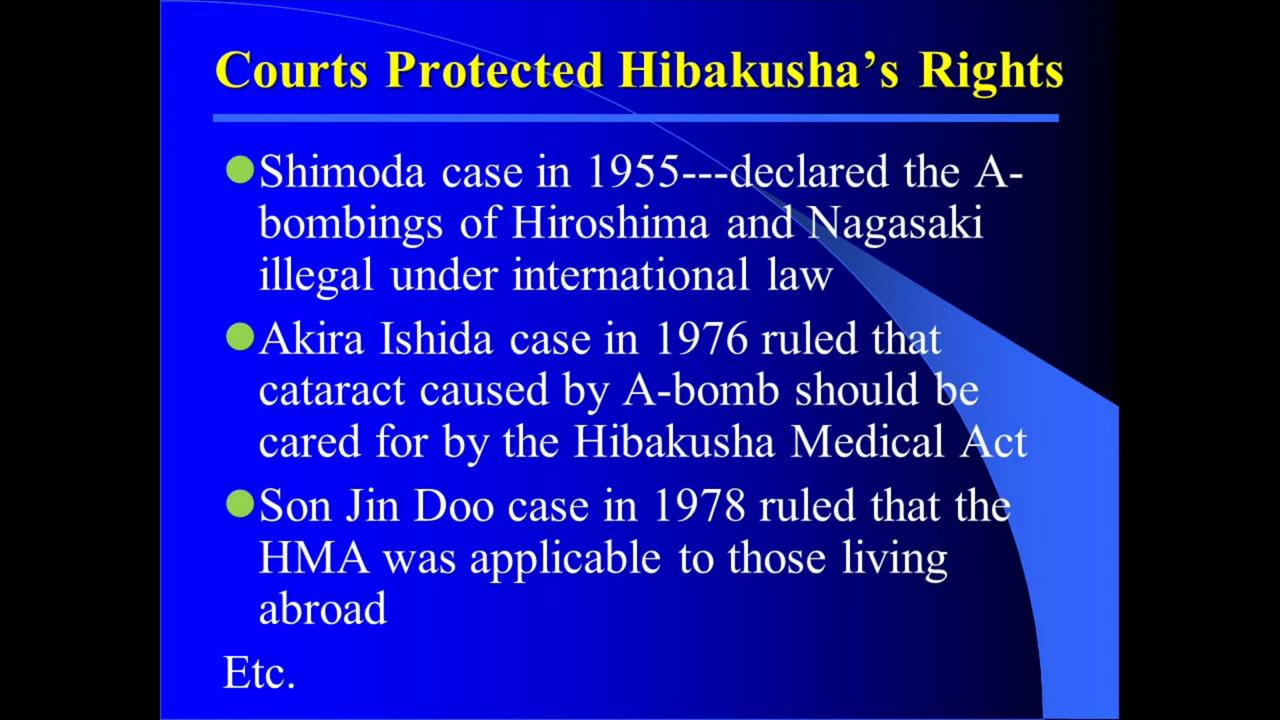 Courts Protected Hibakusha's Rights
Shimoda case in 1955---declared the A-
bombings of Hiroshima and Nagasaki
illegal under international law
Akira Ishida case in 1976 ruled that
cataract caused by A-bomb should be
cared for by the Hibakusha Medical Act
Son Jin Doo case in 1978 ruled that the
HMA was applicable to those living
abroad
Etc.